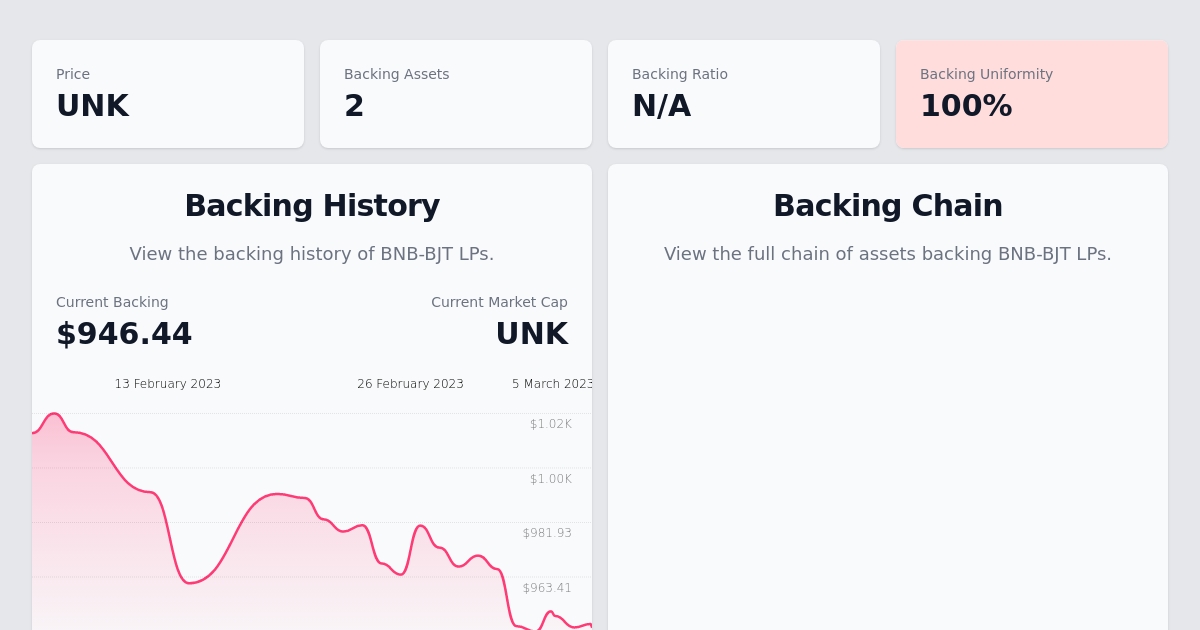 Price
UNK
Backing Assets
2
Backing Ratio
N/A
Backing Uniformity
100%
Backing History
View the backing history of BNB-BJT LPs.
Current Backing
$946.44
Current Market Cap
UNK
13 February 2023
26 February 2023
5 March 2023
$1.02K
$1.00K
$981.93
$963.41
Backing Chain
View the full chain of assets backing BNB-BJT LPs.